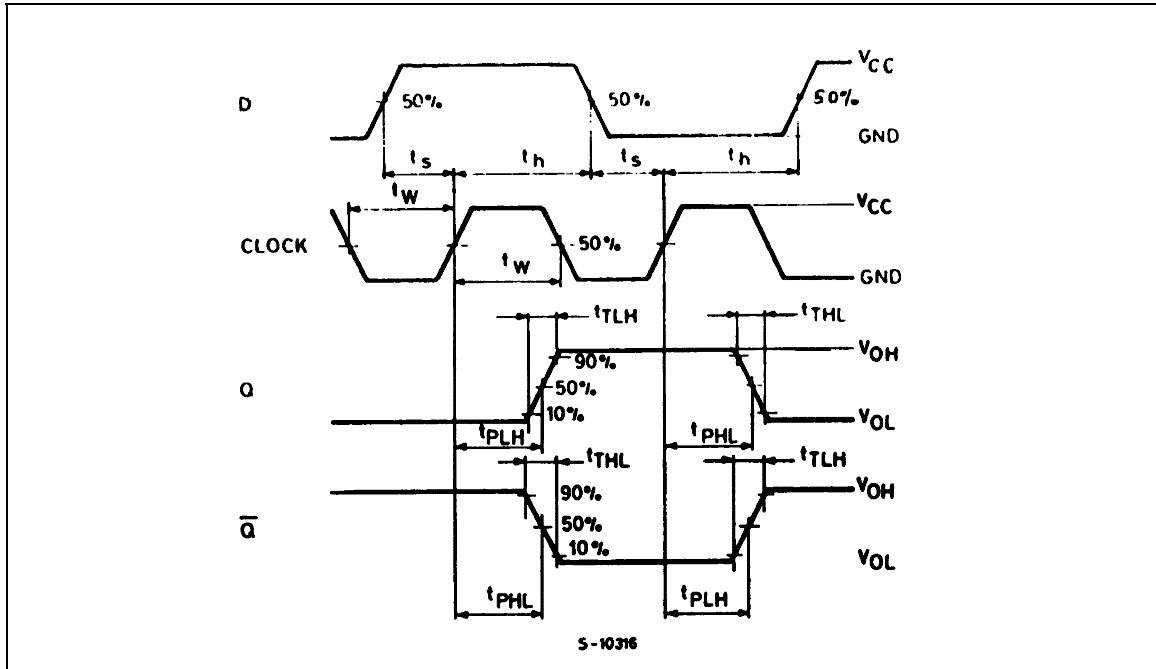 VCC
D 50% 50% 50%
GND
ts th ts th
tW
VCC
CLOCK 50%
tW
GND
tTLH tTHL
VOH
90%
Q 50%
10%
VOL
tPLH tPHL
tTHL tTLH
VOH
90%
Q̅ 50%
10%
VOL
tPHL tPLH
S-10316